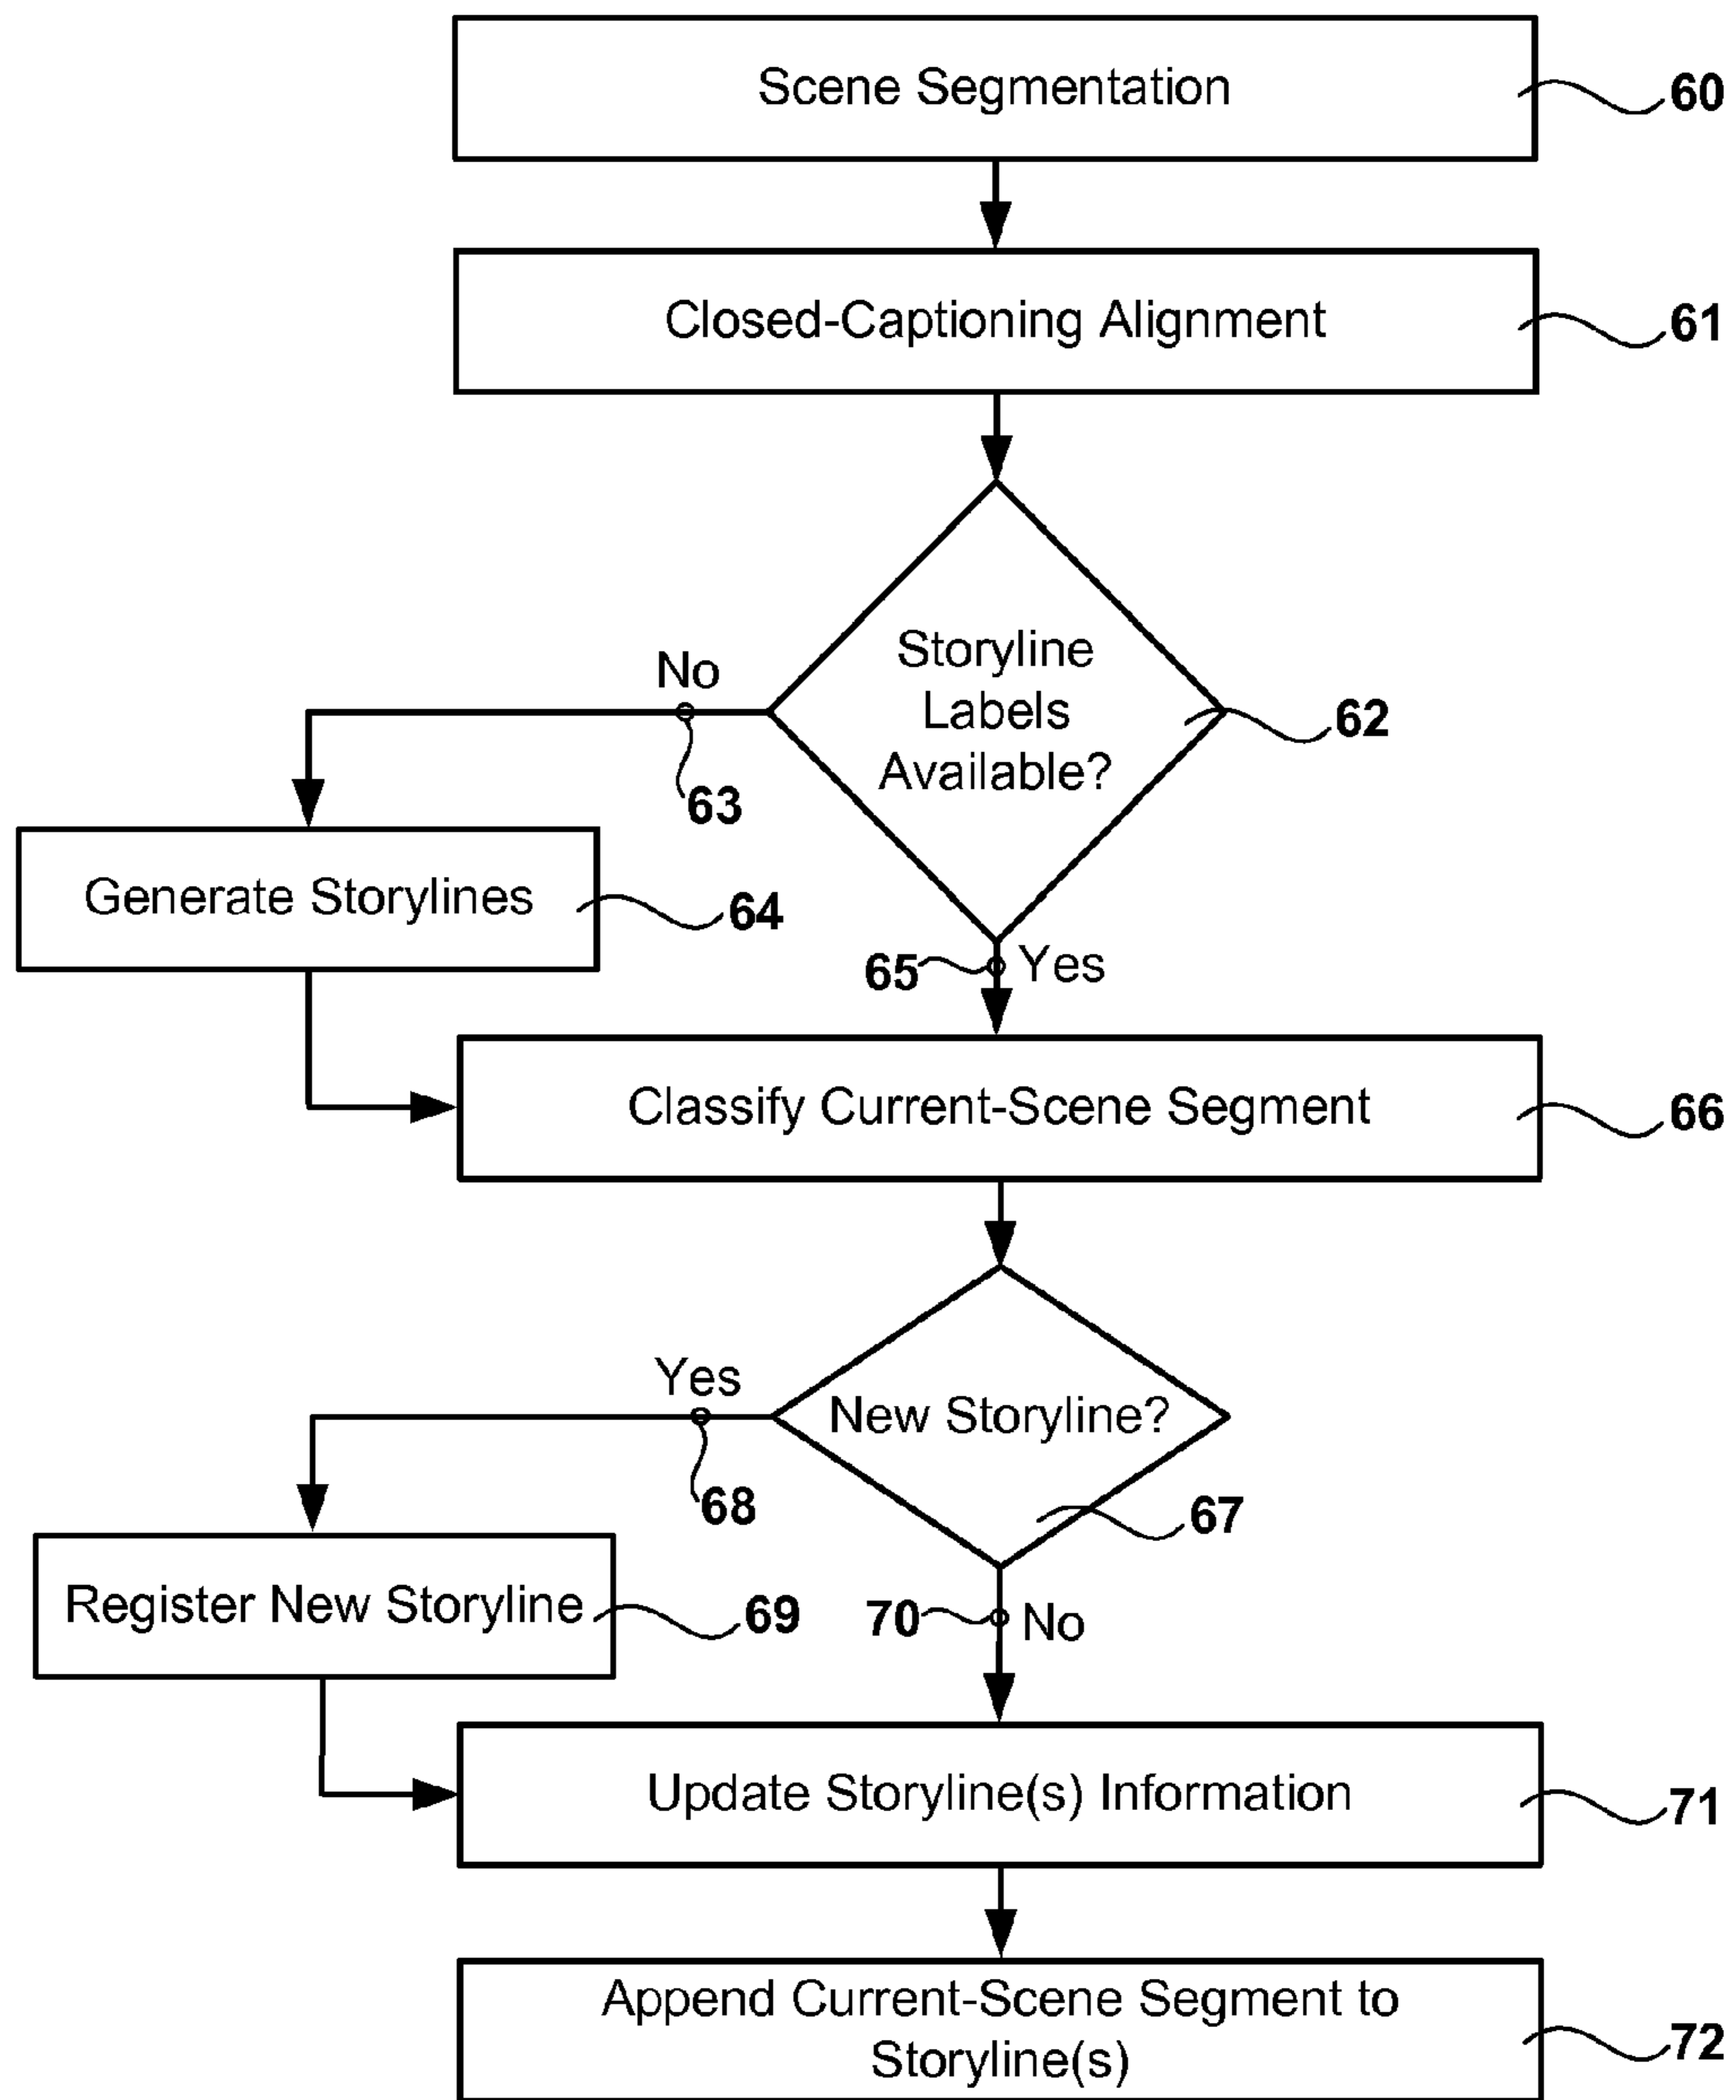 Scene Segmentation
60
Closed-Captioning Alignment
61
Storyline
Labels
Available?
62
No
63
Generate Storylines
64
65
Yes
Classify Current-Scene Segment
66
New Storyline?
67
Yes
68
Register New Storyline
69
70
No
Update Storyline(s) Information
71
Append Current-Scene Segment to
Storyline(s)
72